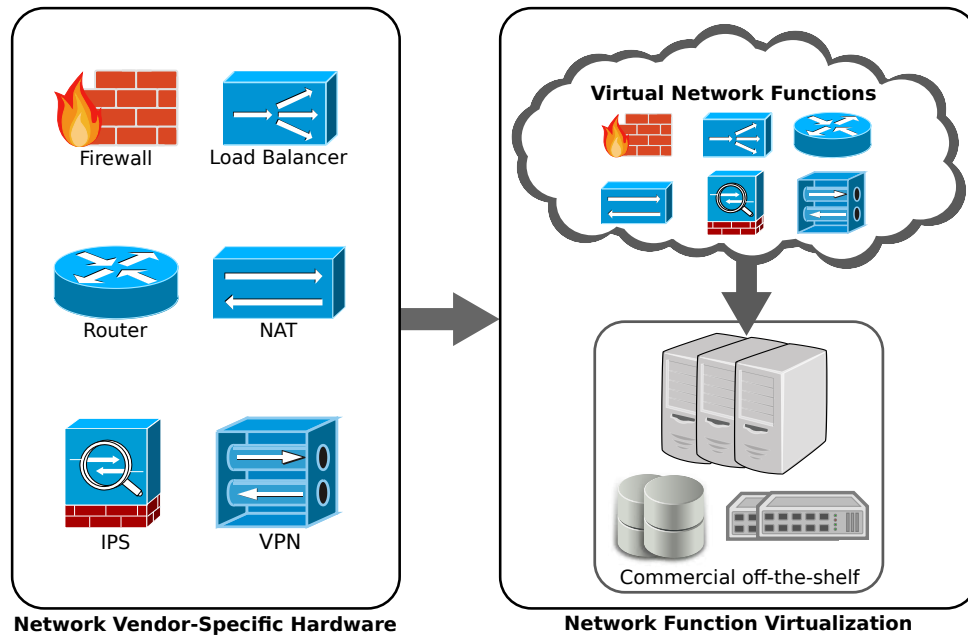 Firewall
Load Balancer
Router
NAT
IPS
VPN
Network Vendor-Specific Hardware
Virtual Network Functions
Commercial off-the-shelf
Network Function Virtualization